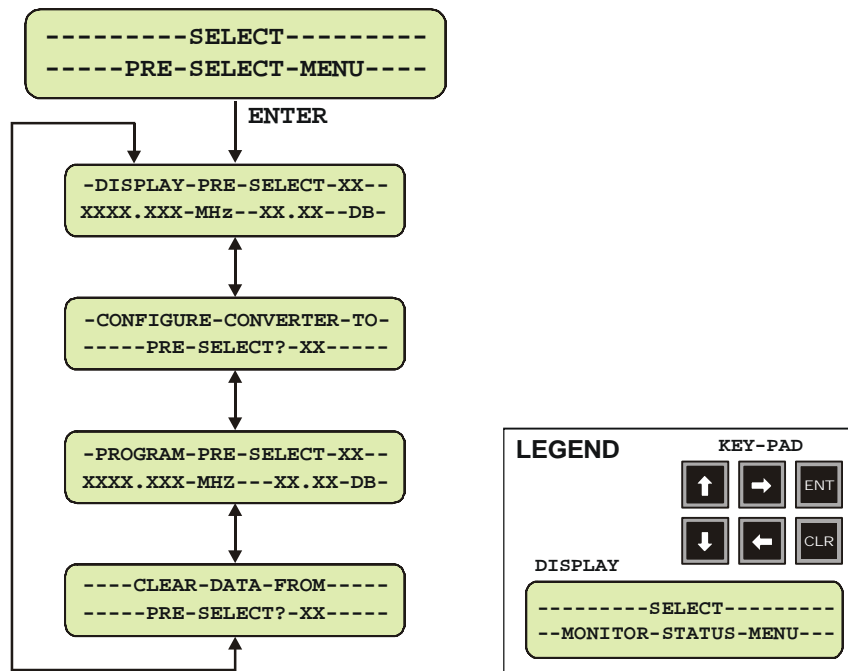 ---------SELECT---------
-----PRE-SELECT-MENU----
ENTER
-DISPLAY-PRE-SELECT-XX--
XXXX.XXX-MHz--XX.XX--DB-
-CONFIGURE-CONVERTER-TO-
-----PRE-SELECT?-XX-----
-PROGRAM-PRE-SELECT-XX--
XXXX.XXX-MHZ---XX.XX-DB-
----CLEAR-DATA-FROM-----
-----PRE-SELECT?-XX-----
LEGEND
KEY-PAD
ENT
CLR
DISPLAY
---------SELECT---------
--MONITOR-STATUS-MENU---